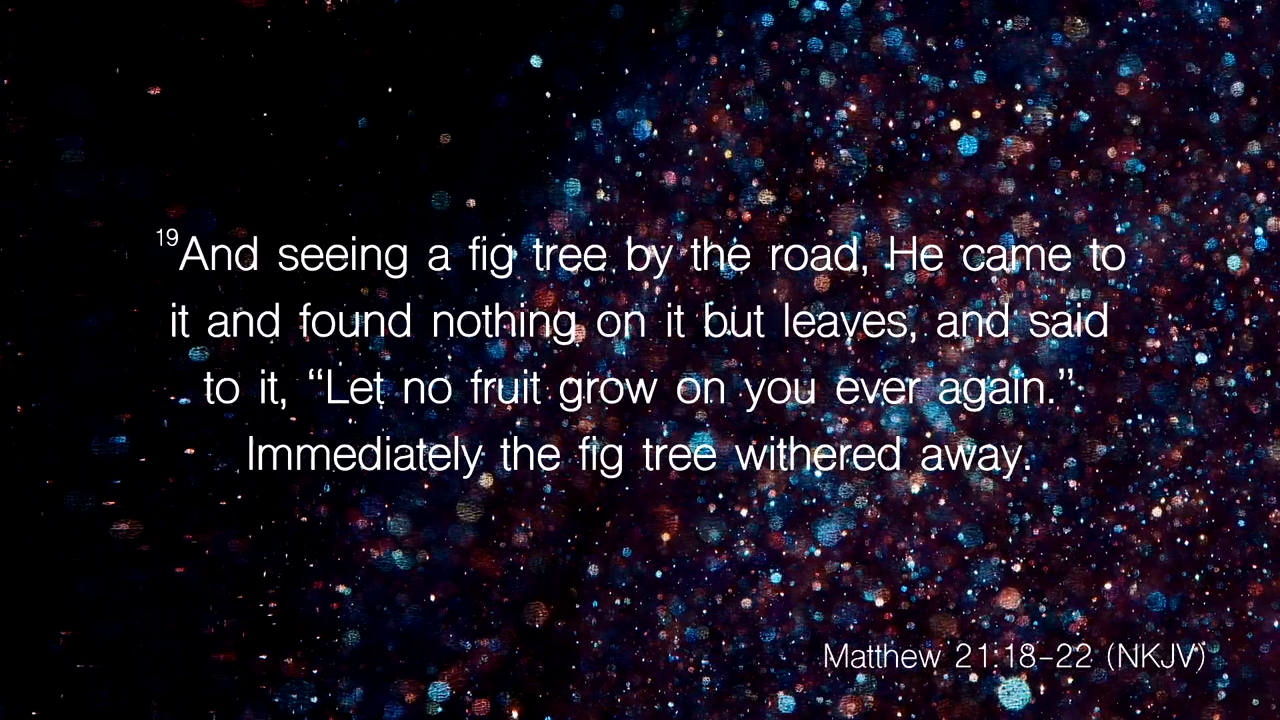 19And seeing a fig tree by the road, He came to
it and found nothing on it but leaves, and said
to it, “Let no fruit grow on you ever again.”
Immediately the fig tree withered away.
Matthew 21:18–22 (NKJV)